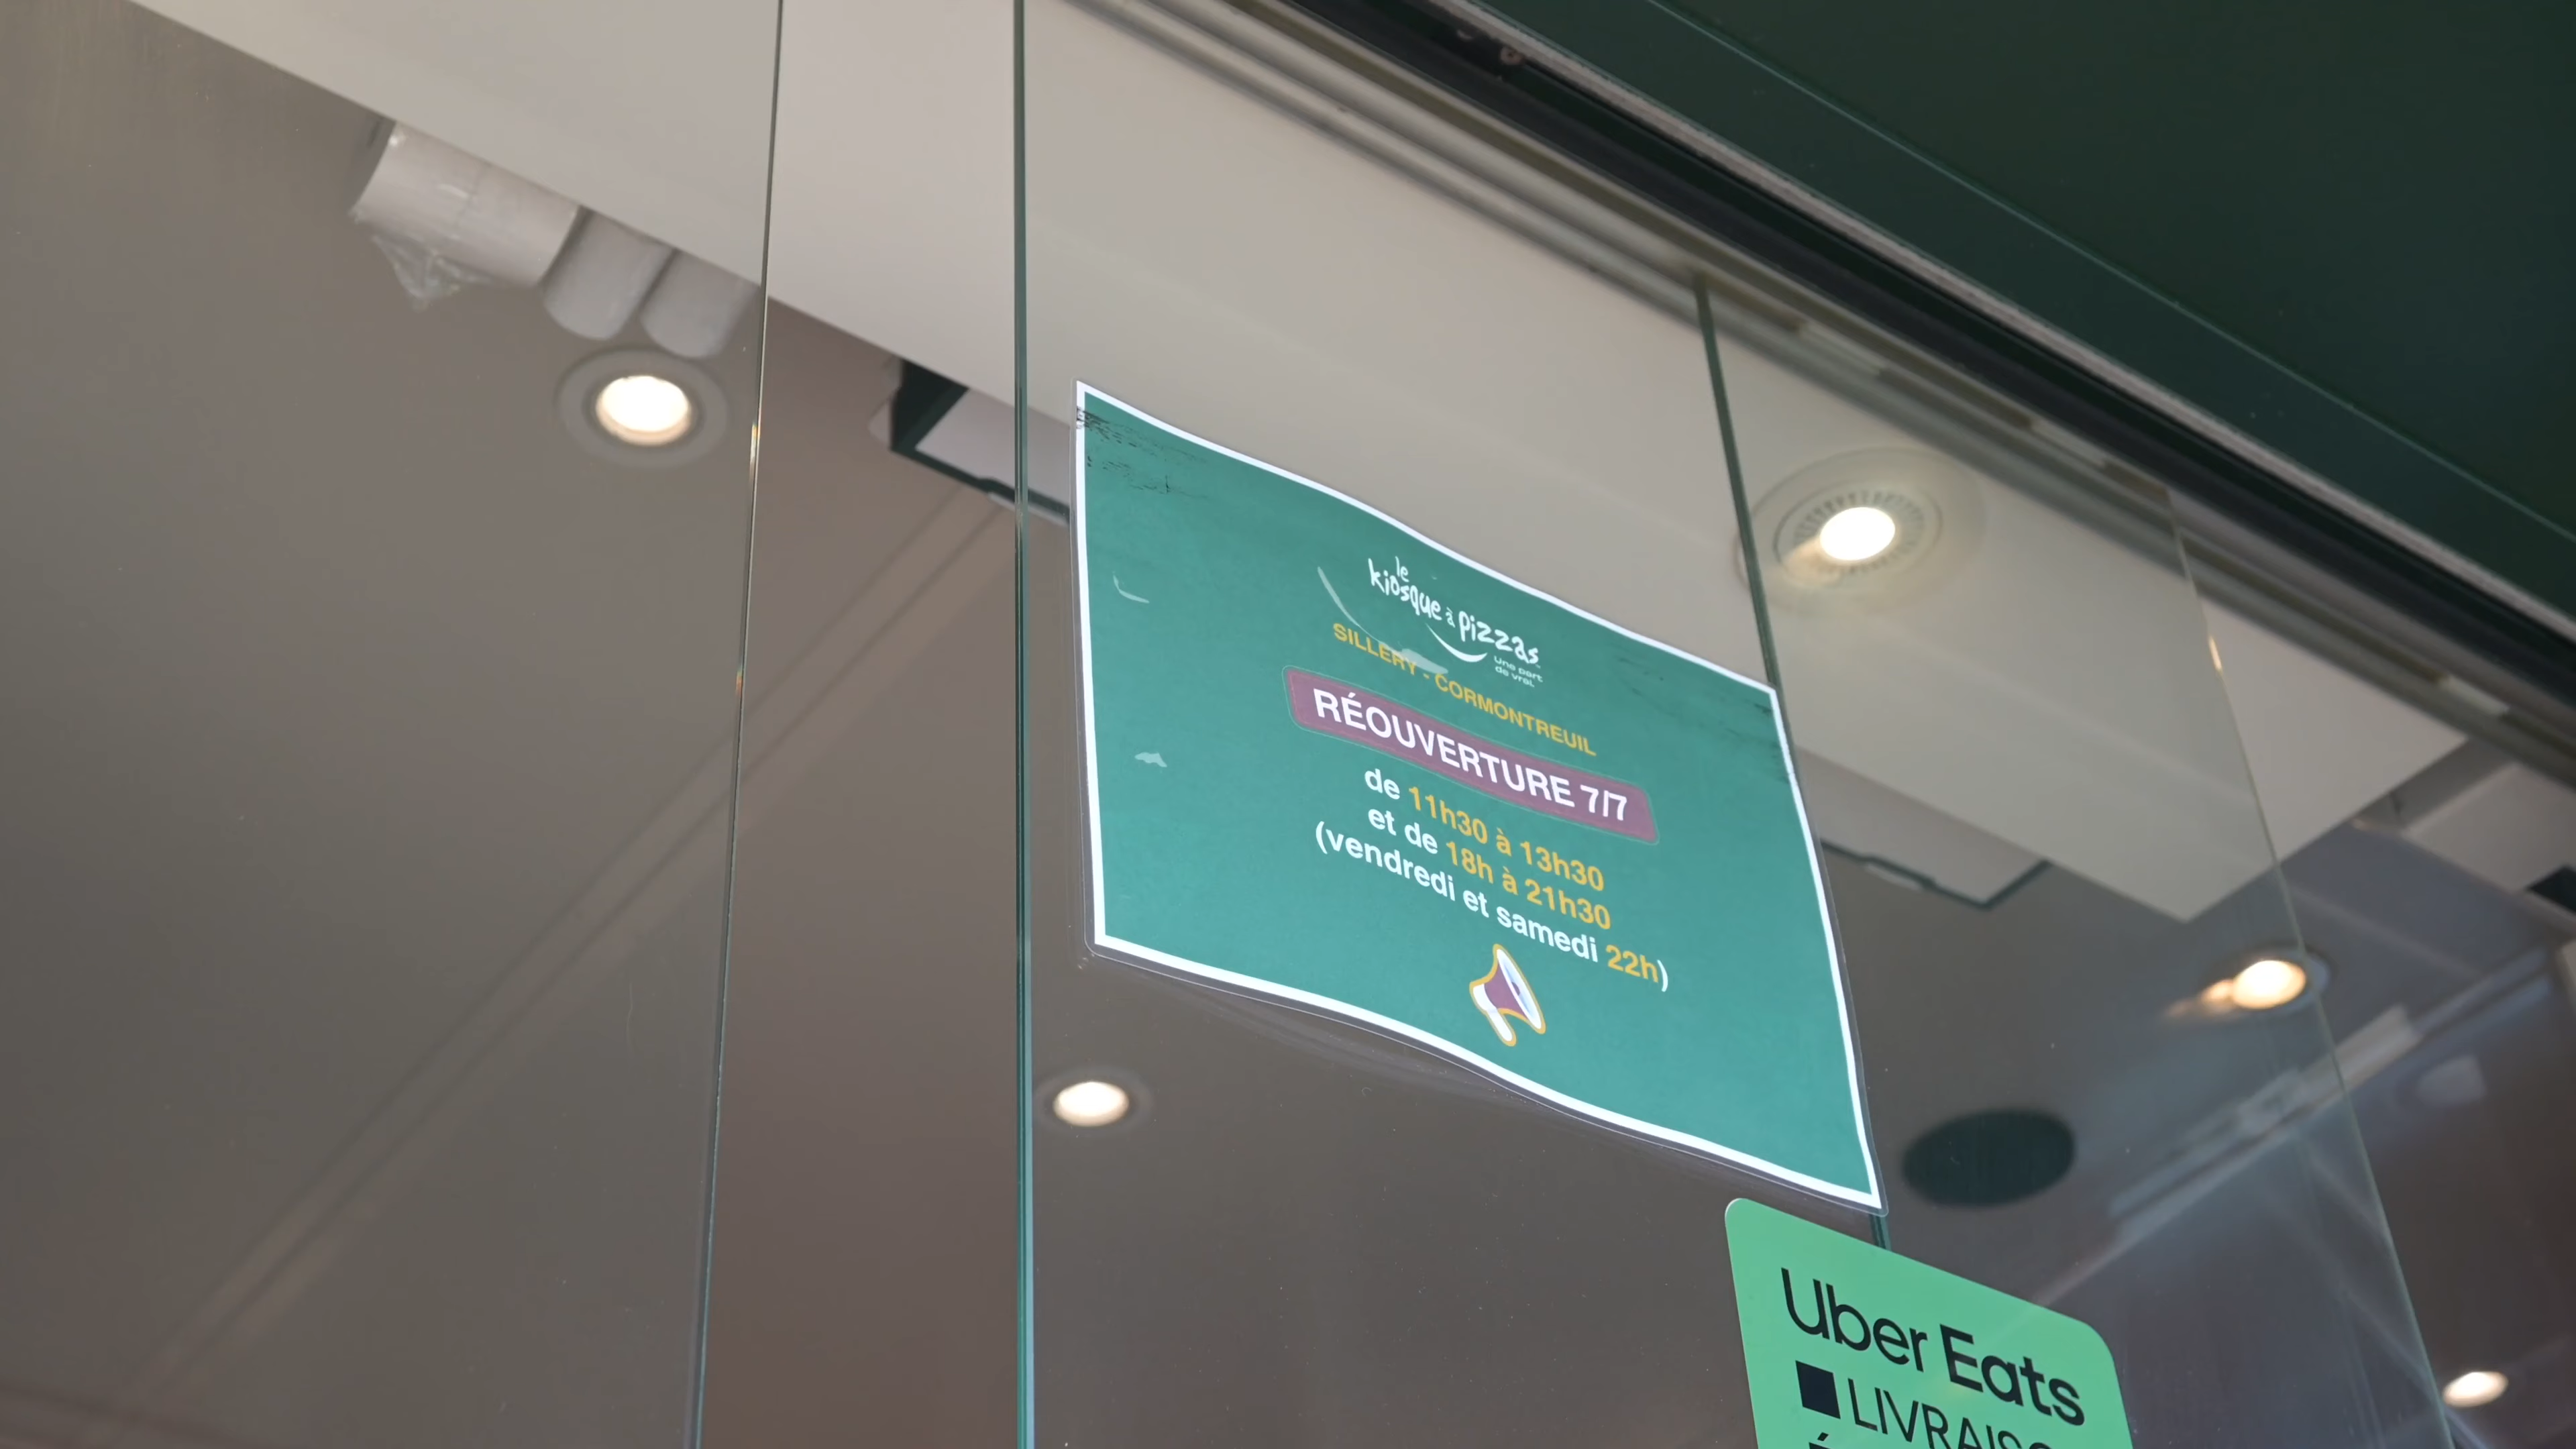 le
kiosque à pizzas
Une part
de vrai.
SILLERY - CORMONTREUIL
RÉOUVERTURE 7/7
de 11h30 à 13h30
et de 18h à 21h30
(vendredi et samedi 22h)
Uber Eats